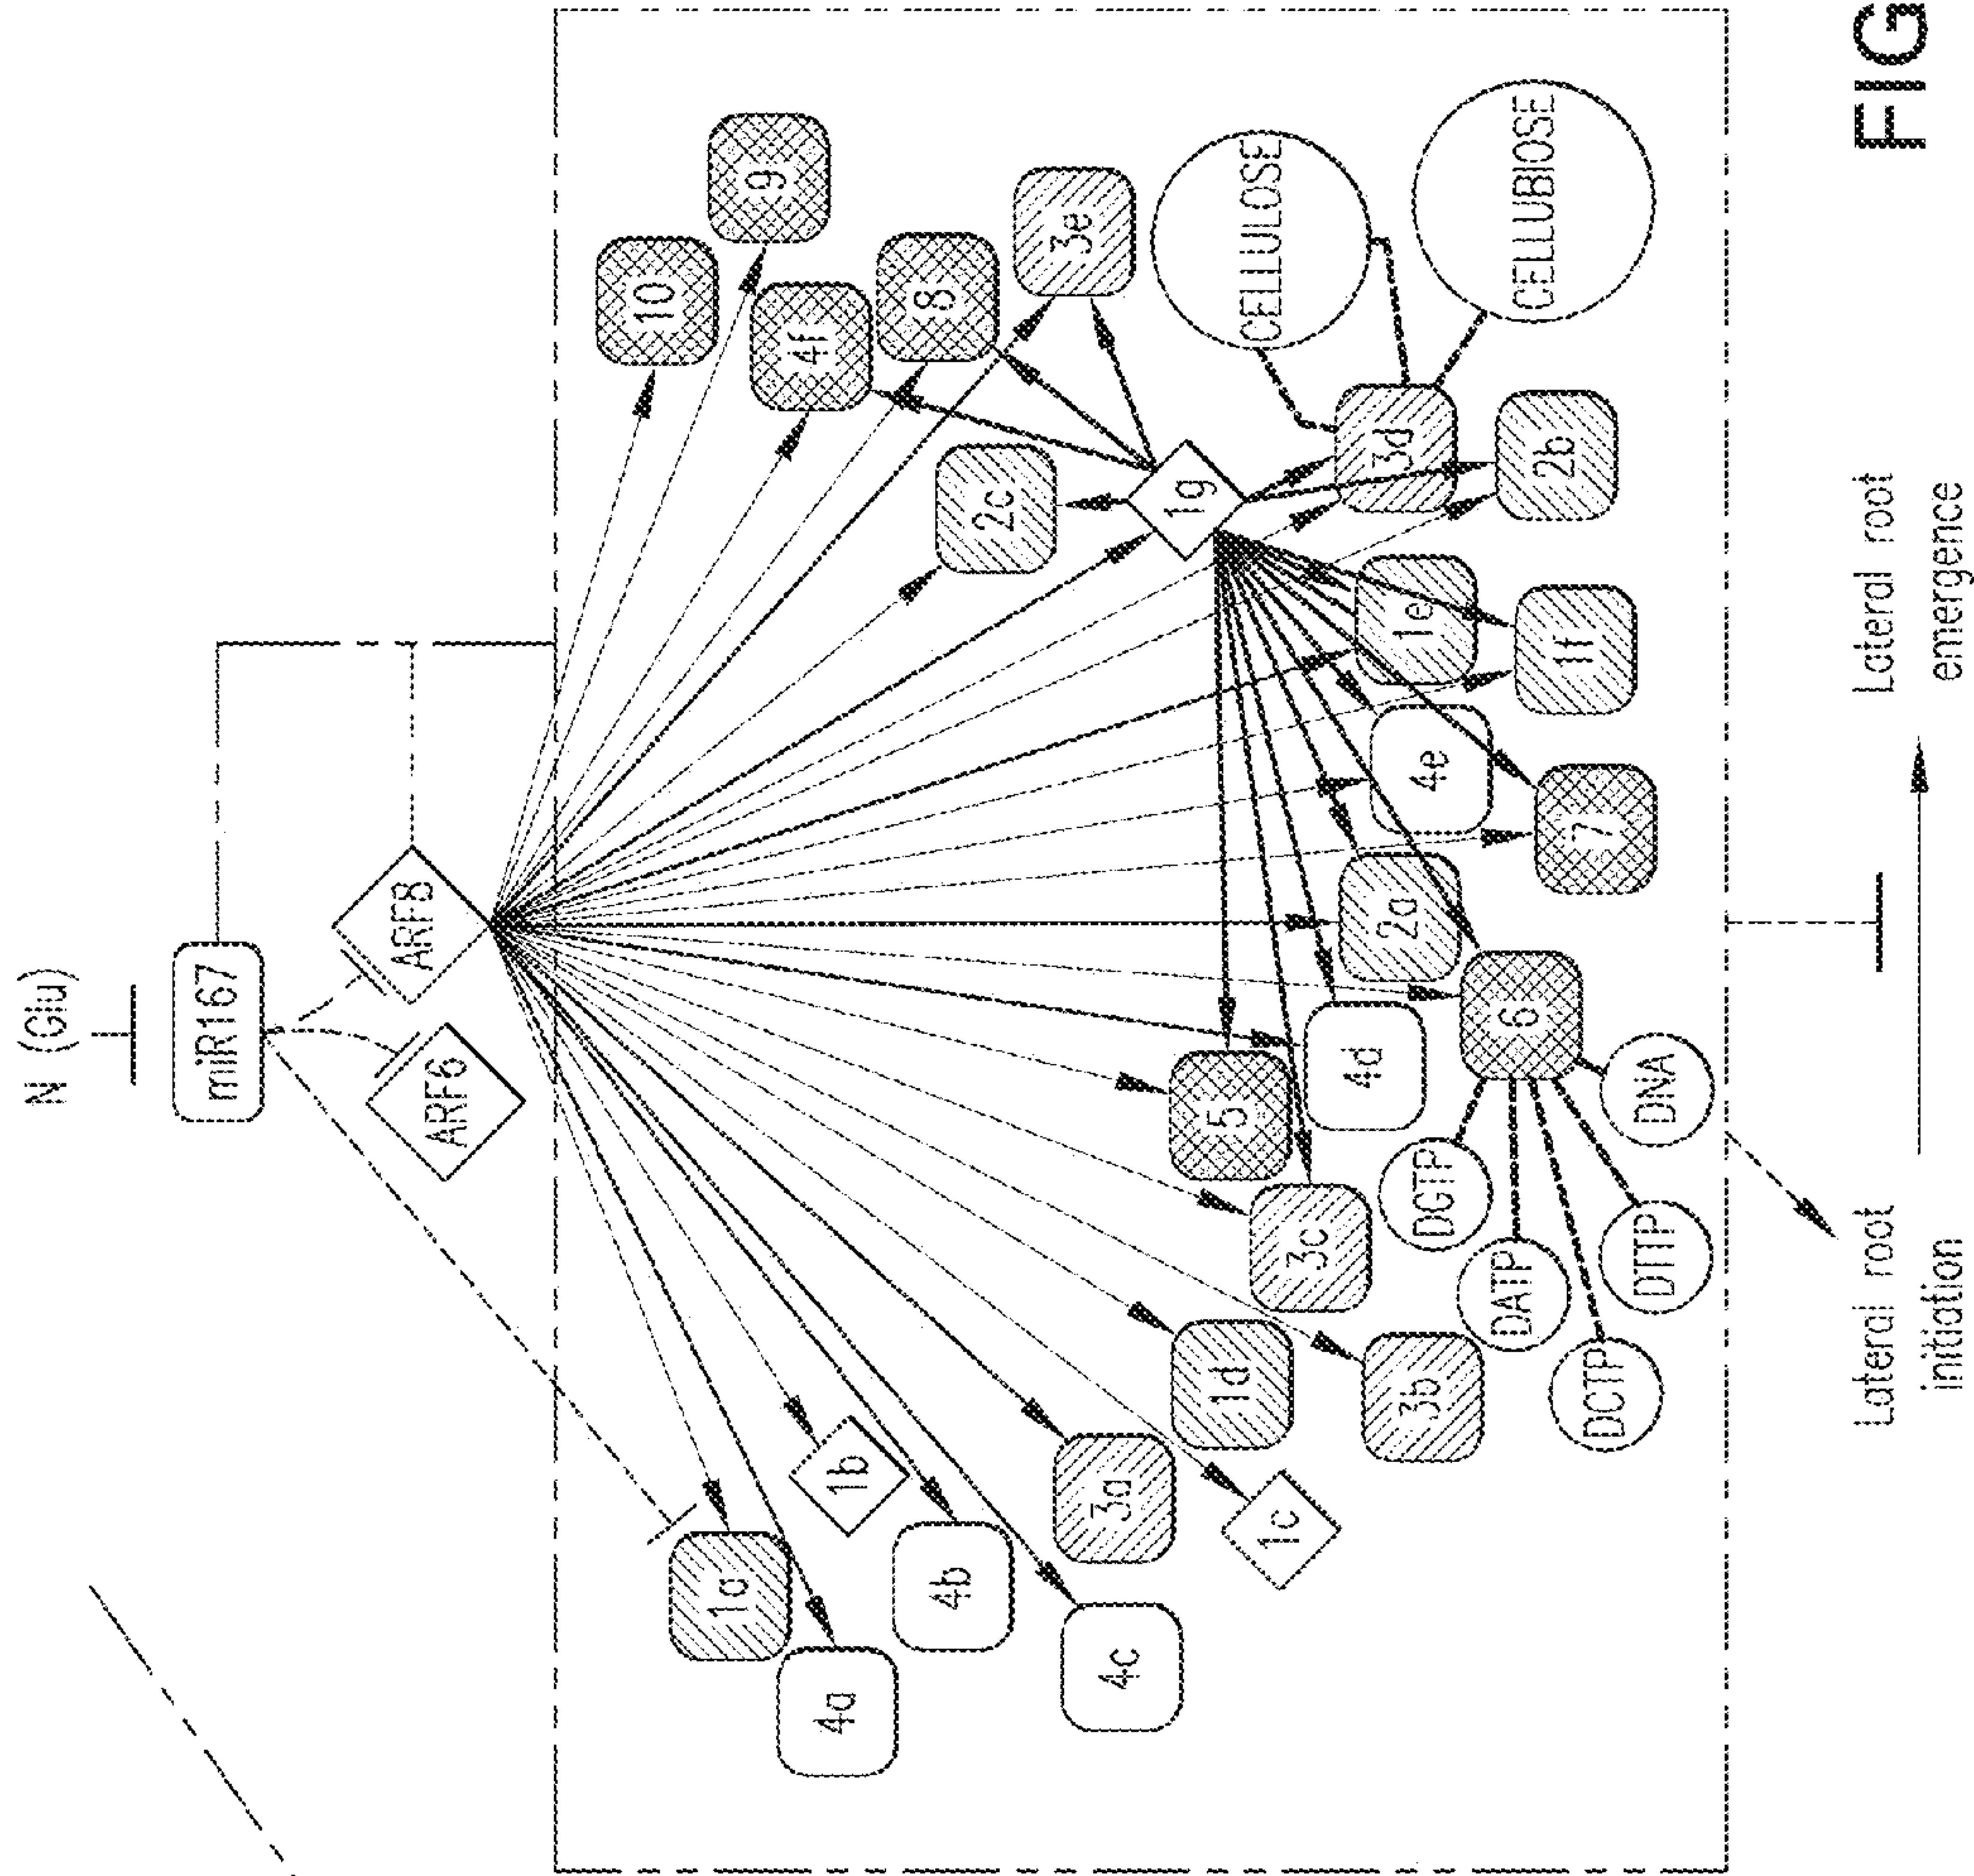 N (Glu)
miR167
ARF6
ARF8
10
9
4f
8
3e
2c
1g
CELLULOSE
CELLUBIOSE
3d
2b
1e
1f
4e
7
2a
6
4d
5
3c
DGTP
DATP
DCTP
DTTP
DNA
1d
3b
3a
1c
1b
1a
4a
4b
4c
Lateral root
initiation
Lateral root
emergence
FIG